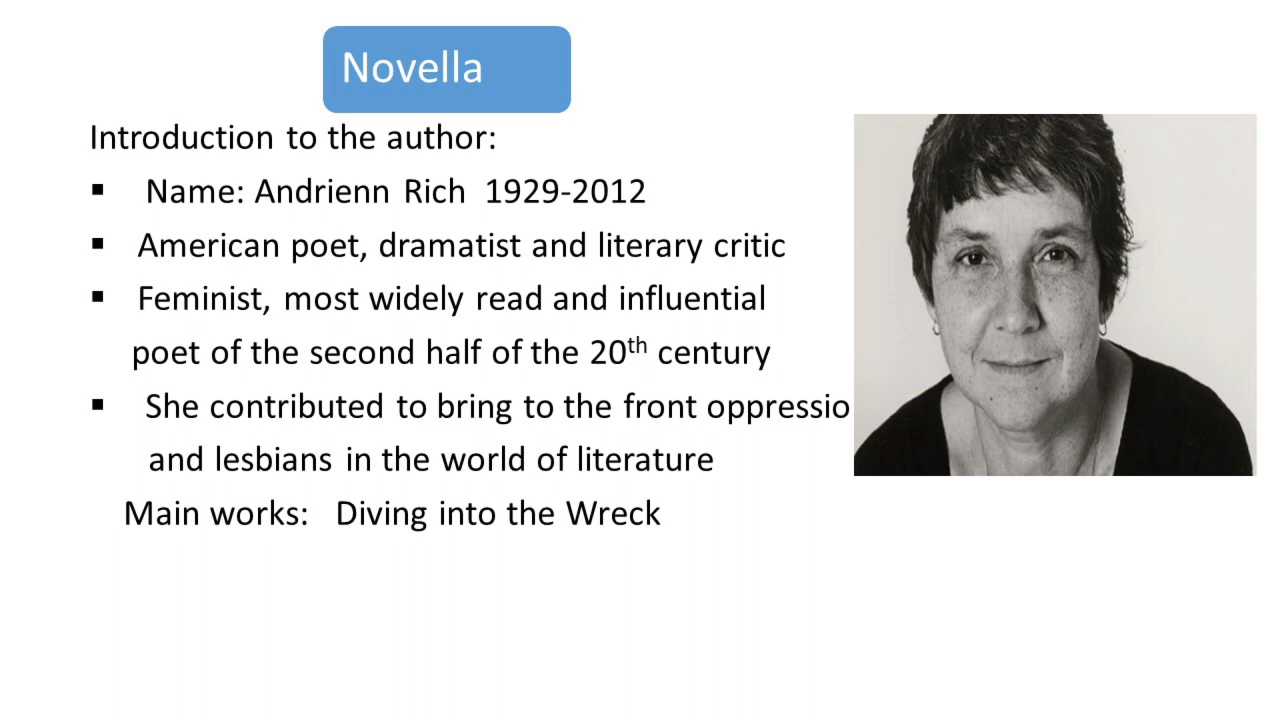 Novella
Introduction to the author:
▪ Name: Andrienn Rich 1929-2012
▪ American poet, dramatist and literary critic
▪ Feminist, most widely read and influential
poet of the second half of the 20th century
▪ She contributed to bring to the front oppressio
and lesbians in the world of literature
Main works: Diving into the Wreck